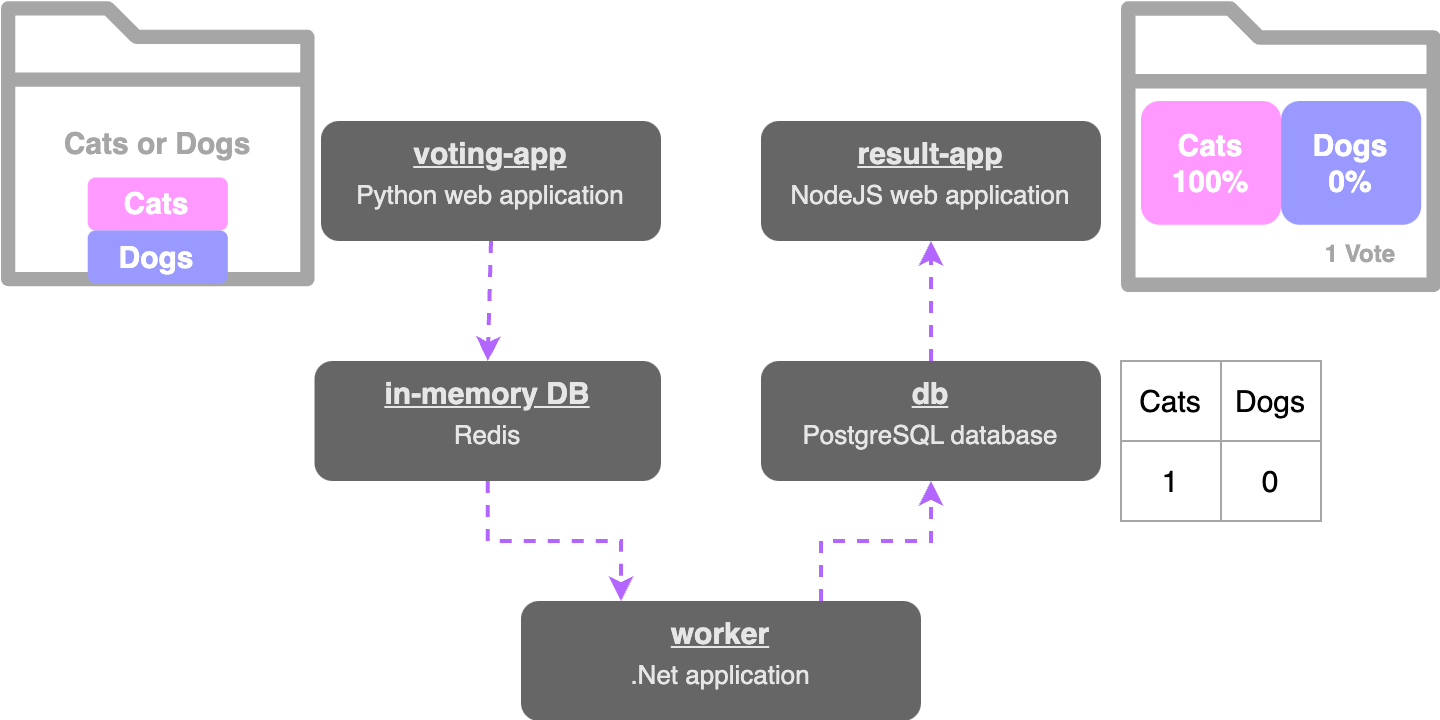 Cats or Dogs
Cats
Dogs
voting-app
Python web application
result-app
NodeJS web application
Cats
100%
Dogs
0%
1 Vote
in-memory DB
Redis
db
PostgreSQL database
Cats Dogs
1 0
worker
.Net application